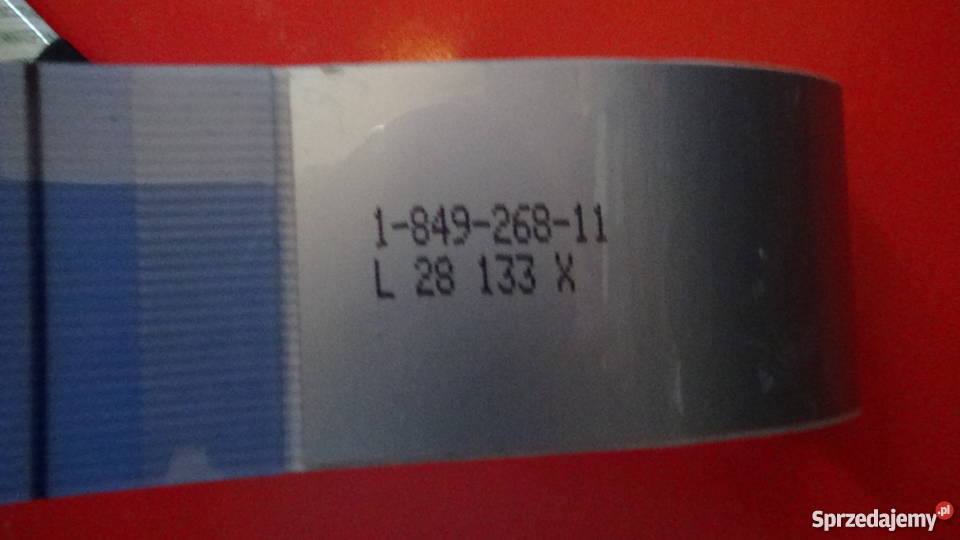 1-849-268-11
L 28 133 X
Sprzedajemy.pl